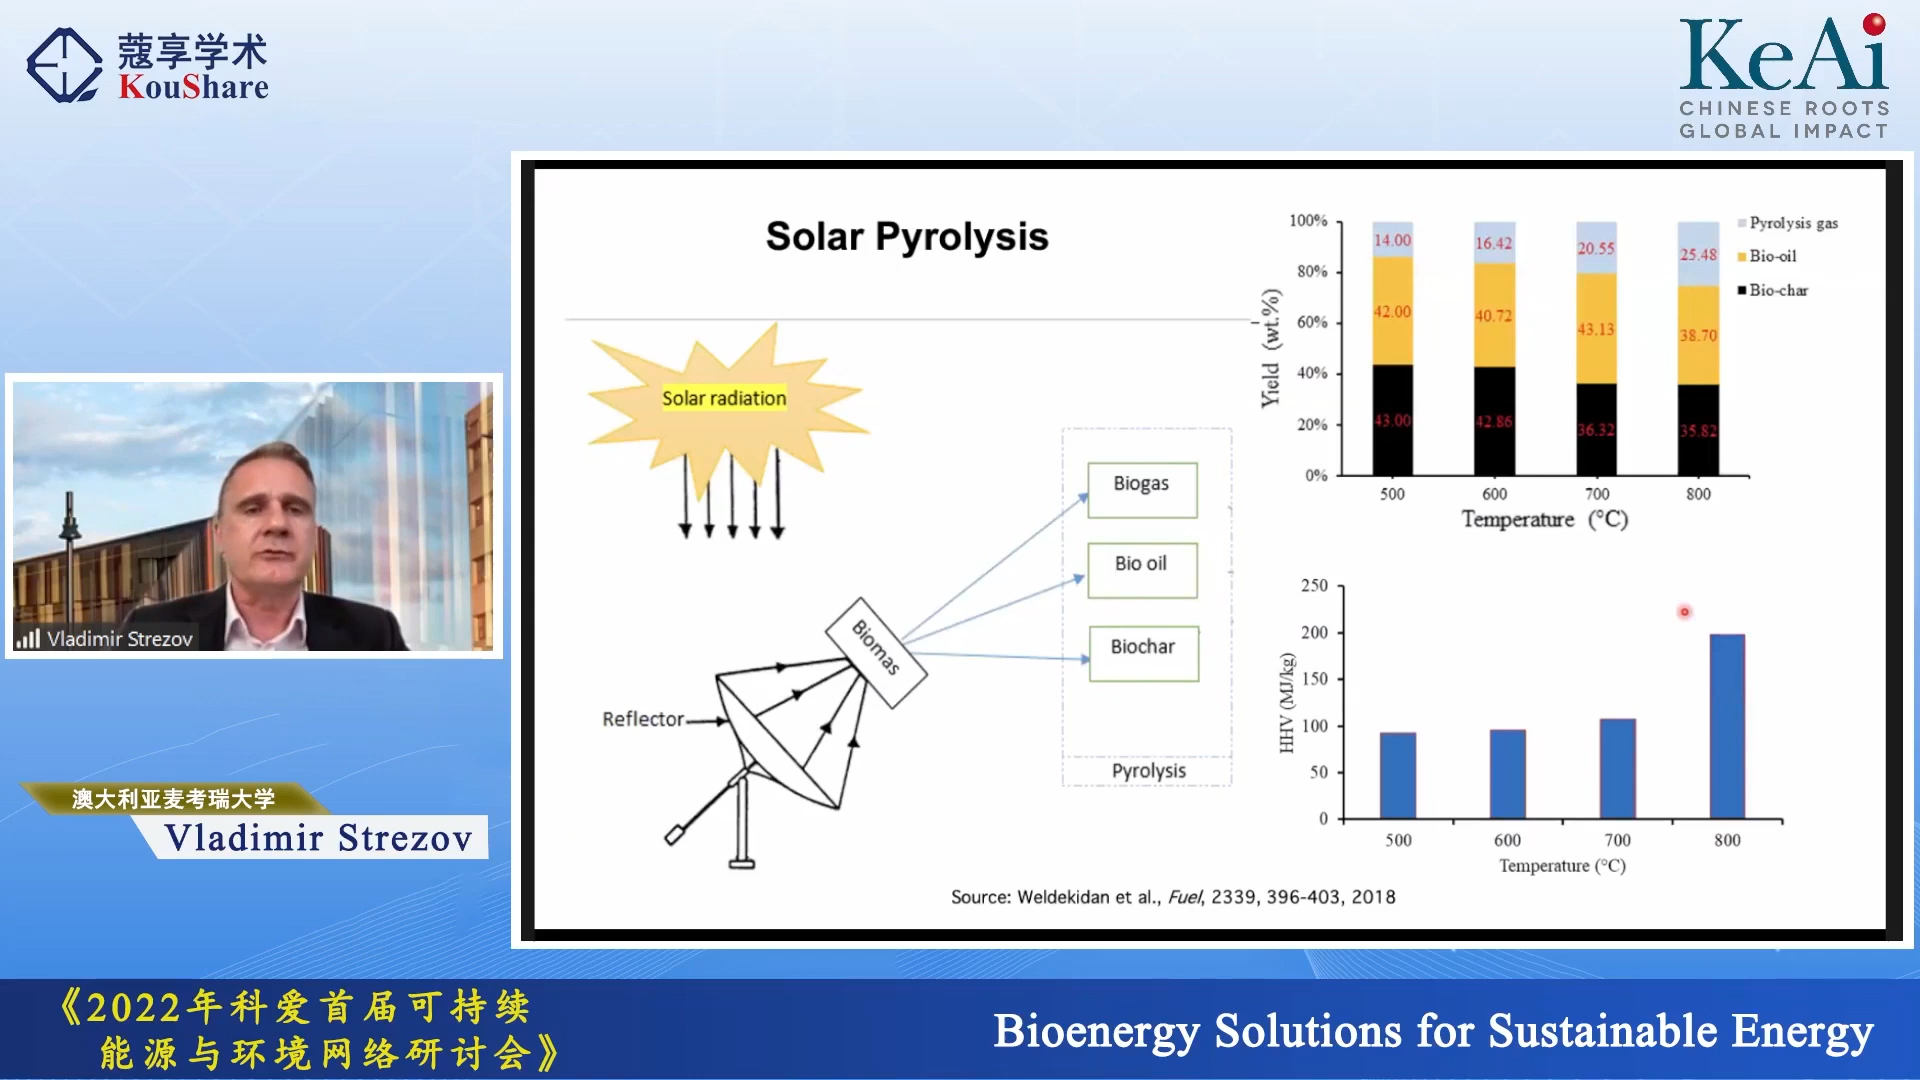 蔻享学术
KouShare
KeAi
CHINESE ROOTS
GLOBAL IMPACT
Solar Pyrolysis
Solar radiation
Reflector
Biomas
Biogas
Bio oil
Biochar
Pyrolysis
Yield (wt.%)
100%
80%
60%
40%
20%
0%
14.00
16.42
20.55
25.48
42.00
40.72
43.13
38.70
43.00
42.86
36.32
35.82
500
600
700
800
Temperature (°C)
Pyrolysis gas
Bio-oil
Bio-char
HHV (MJ/kg)
250
200
150
100
50
0
500
600
700
800
Temperature (°C)
Source: Weldekidan et al., Fuel, 2339, 396-403, 2018
Vladimir Strezov
澳大利亚麦考瑞大学
Vladimir Strezov
《2022年科爱首届可持续
能源与环境网络研讨会》
Bioenergy Solutions for Sustainable Energy